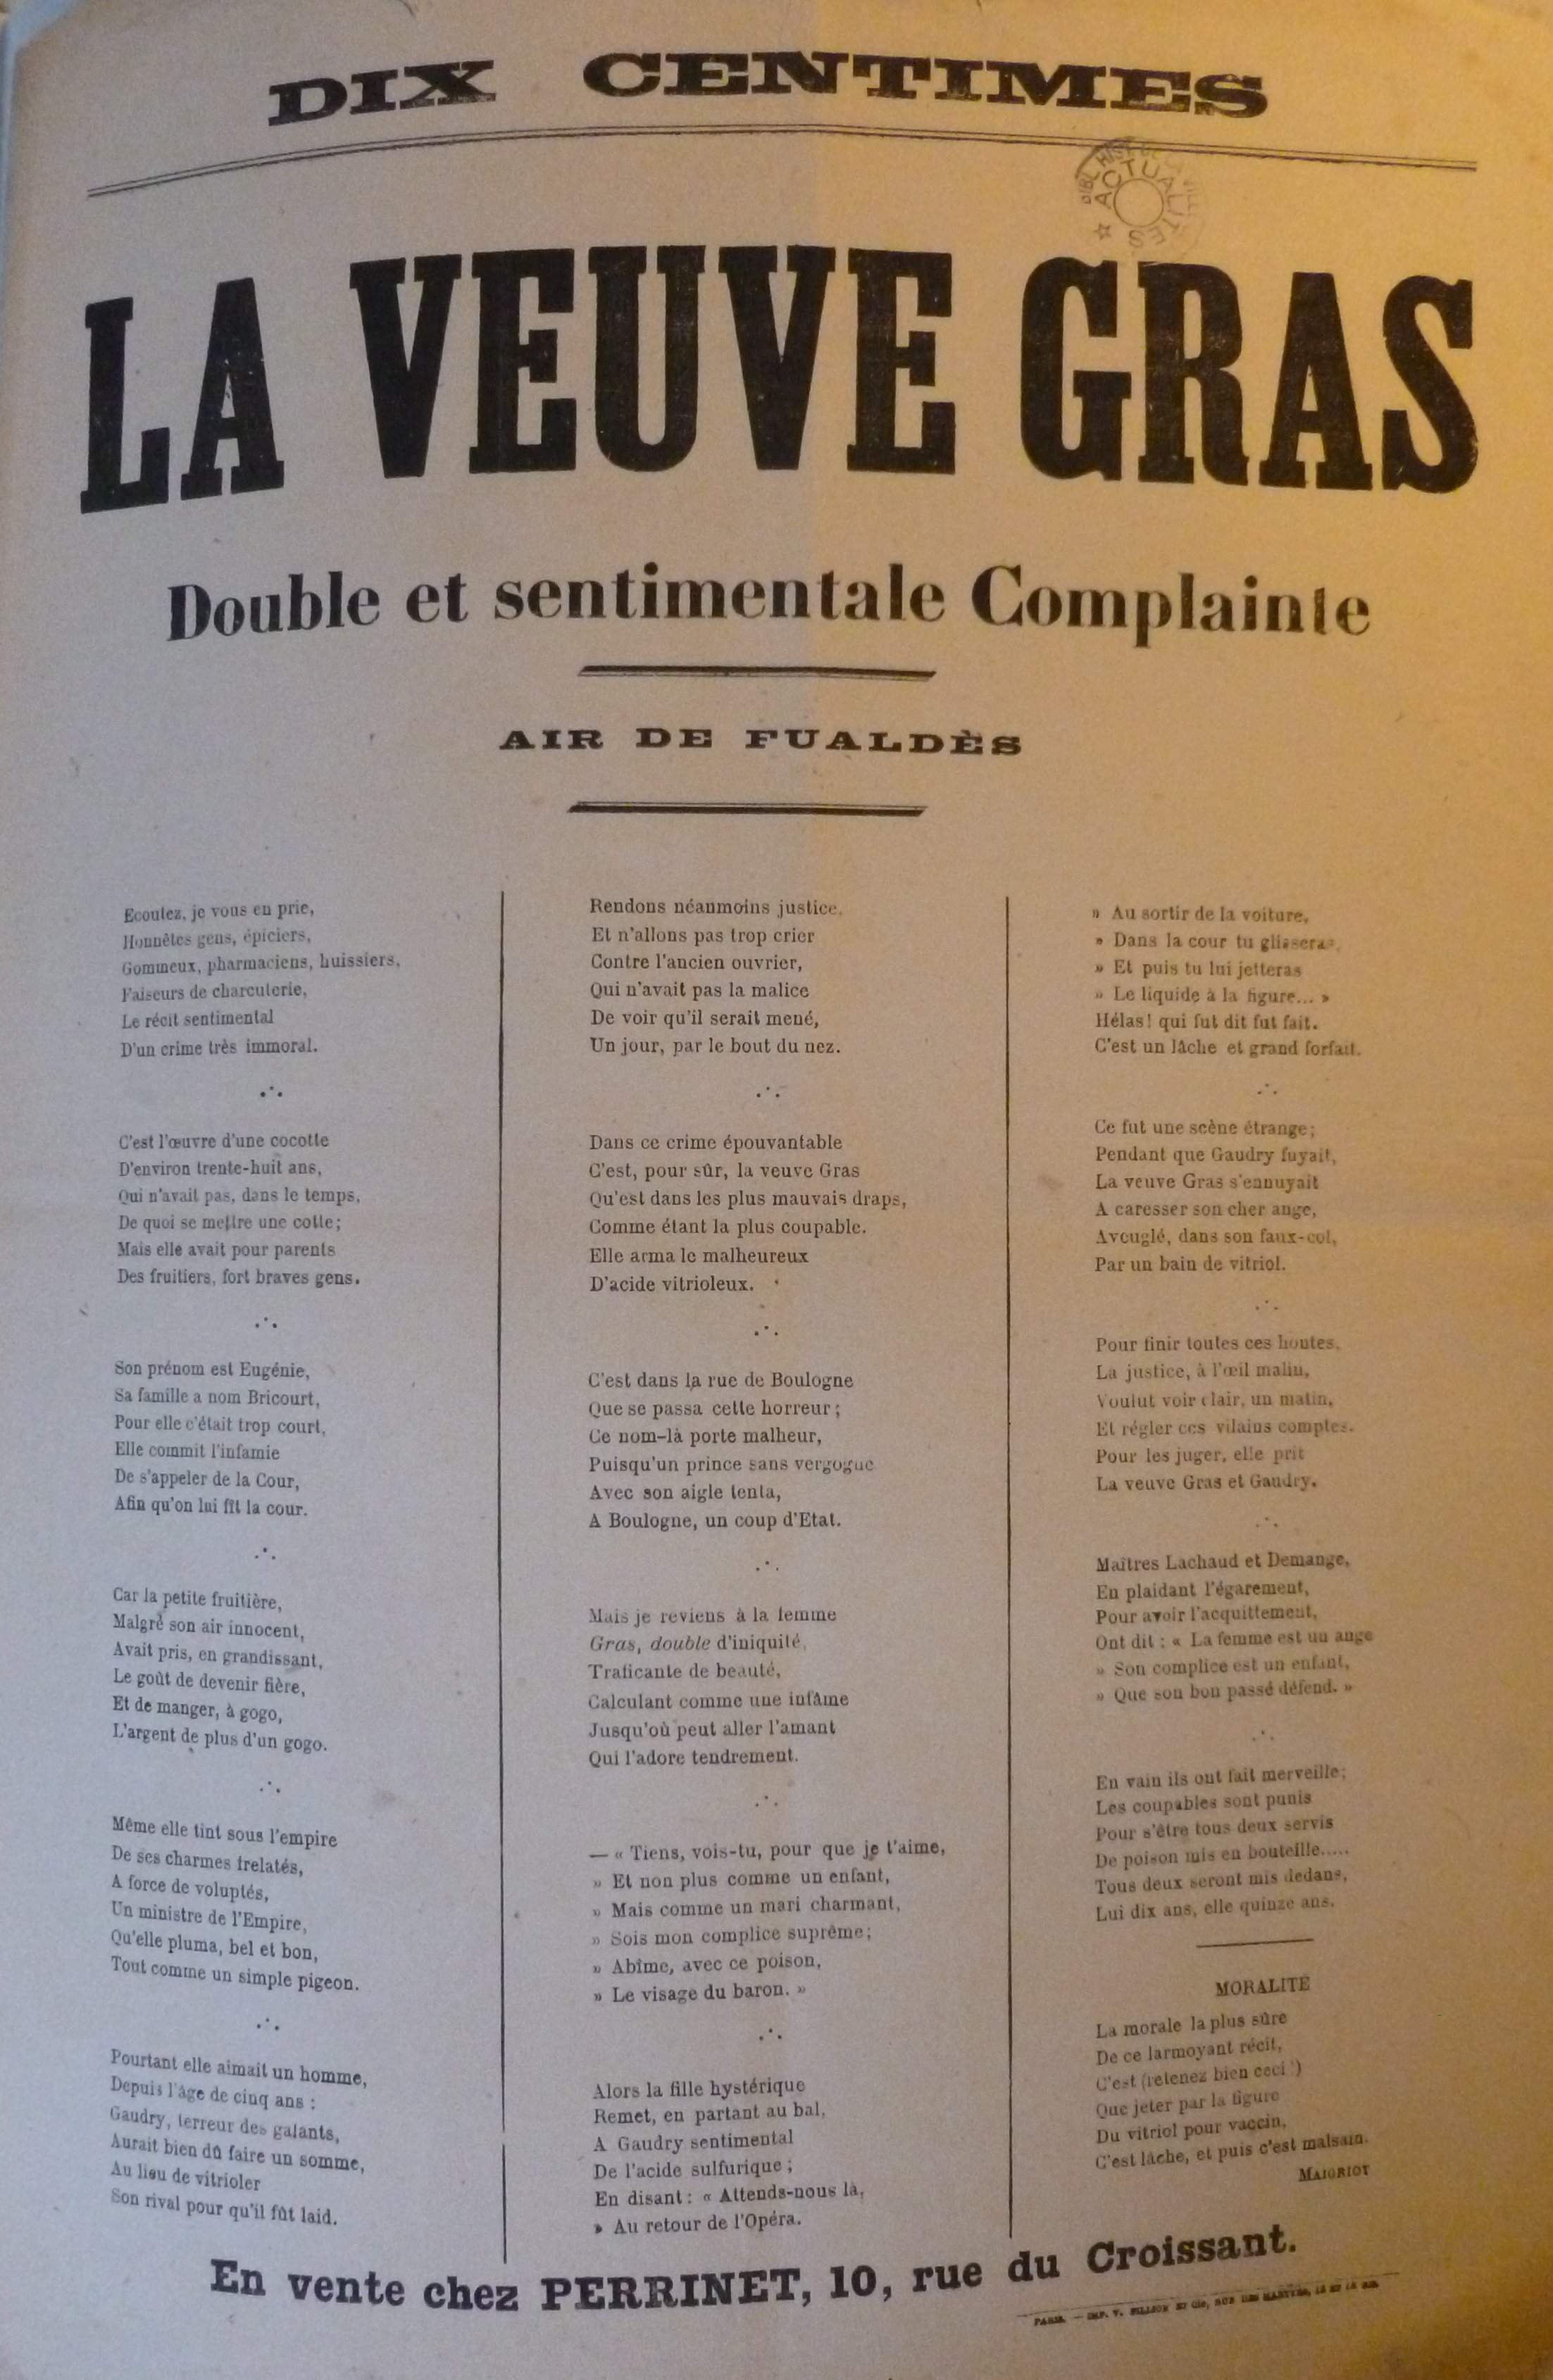 DIX CENTIMES
ACTUALITÉS
LA VEUVE GRAS
Double et sentimentale Complainte
AIR DE FUALDÈS
Ecoutez, je vous en prie,
Honnêtes gens, épiciers,
Gommeux, pharmaciens, huissiers,
Faiseurs de charcuterie,
Le récit sentimental
D'un crime très immoral.
C'est l'œuvre d'une cocotte
D'environ trente-huit ans,
Qui n'avait pas, dans le temps,
De quoi se mettre une cotte;
Mais elle avait pour parents
Des fruitiers, fort braves gens.
Son prénom est Eugénie,
Sa famille a nom Bricourt,
Pour elle c'était trop court,
Elle commit l'infamie
De s'appeler de la Cour,
Afin qu'on lui fît la cour.
Car la petite fruitière,
Malgré son air innocent,
Avait pris, en grandissant,
Le goût de devenir fière,
Et de manger, à gogo,
L'argent de plus d'un gogo.
Même elle tint sous l'empire
De ses charmes frelatés,
A force de voluptés,
Un ministre de l'Empire,
Qu'elle pluma, bel et bon,
Tout comme un simple pigeon.
Pourtant elle aimait un homme,
Depuis l'âge de cinq ans :
Gaudry, terreur des galants,
Aurait bien dû faire un somme,
Au lieu de vitrioler
Son rival pour qu'il fût laid.
Rendons néanmoins justice,
Et n'allons pas trop crier
Contre l'ancien ouvrier,
Qui n'avait pas la malice
De voir qu'il serait mené,
Un jour, par le bout du nez.
Dans ce crime épouvantable
C'est, pour sûr, la veuve Gras
Qu'est dans les plus mauvais draps,
Comme étant la plus coupable.
Elle arma le malheureux
D'acide vitrioleux.
C'est dans la rue de Boulogne
Que se passa cette horreur;
Ce nom-là porte malheur,
Puisqu'un prince sans vergogne
Avec son aigle tenta,
A Boulogne, un coup d'Etat.
Mais je reviens à la femme
Gras, double d'iniquité,
Traficante de beauté,
Calculant comme une infâme
Jusqu'où peut aller l'amant
Qui l'adore tendrement.
— « Tiens, vois-tu, pour que je t'aime,
» Et non plus comme un enfant,
» Mais comme un mari charmant,
» Sois mon complice suprême;
» Abîme, avec ce poison,
» Le visage du baron. »
Alors la fille hystérique
Remet, en partant au bal,
A Gaudry sentimental
De l'acide sulfurique;
En disant: « Attends-nous là,
» Au retour de l'Opéra.
» Au sortir de la voiture,
» Dans la cour tu glisseras,
» Et puis tu lui jetteras
» Le liquide à la figure... »
Hélas! qui fut dit fut fait.
C'est un lâche et grand forfait.
Ce fut une scène étrange;
Pendant que Gaudry fuyait,
La veuve Gras s'ennuyait
A caresser son cher ange,
Aveuglé, dans son faux-col,
Par un bain de vitriol.
Pour finir toutes ces hontes,
La justice, à l'œil malin,
Voulut voir clair, un matin,
Et régler ces vilains comptes.
Pour les juger, elle prit
La veuve Gras et Gaudry.
Maîtres Lachaud et Demange,
En plaidant l'égarement,
Pour avoir l'acquittement,
Ont dit : « La femme est un ange
» Son complice est un enfant,
» Que son bon passé défend. »
En vain ils ont fait merveille;
Les coupables sont punis
Pour s'être tous deux servis
De poison mis en bouteille.....
Tous deux seront mis dedans,
Lui dix ans, elle quinze ans.
MORALITÉ
La morale la plus sûre
De ce larmoyant récit,
C'est (retenez bien ceci !)
Que jeter par la figure
Du vitriol pour vaccin,
C'est lâche, et puis c'est malsain.
MAIGRIOT
En vente chez PERRINET, 10, rue du Croissant.
PARIS. — IMP. V. FILLION ET Cie, RUE DES MARTYRS,